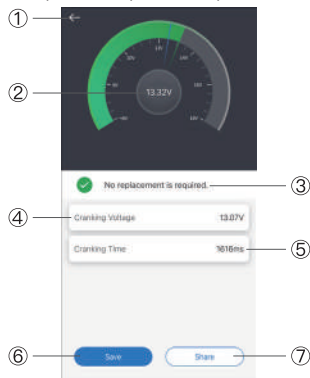 ①
②
13.32V
No replacement is required.
③
④
Cranking Voltage
13.07V
Cranking Time
1616ms
⑤
⑥
Save
Share
⑦